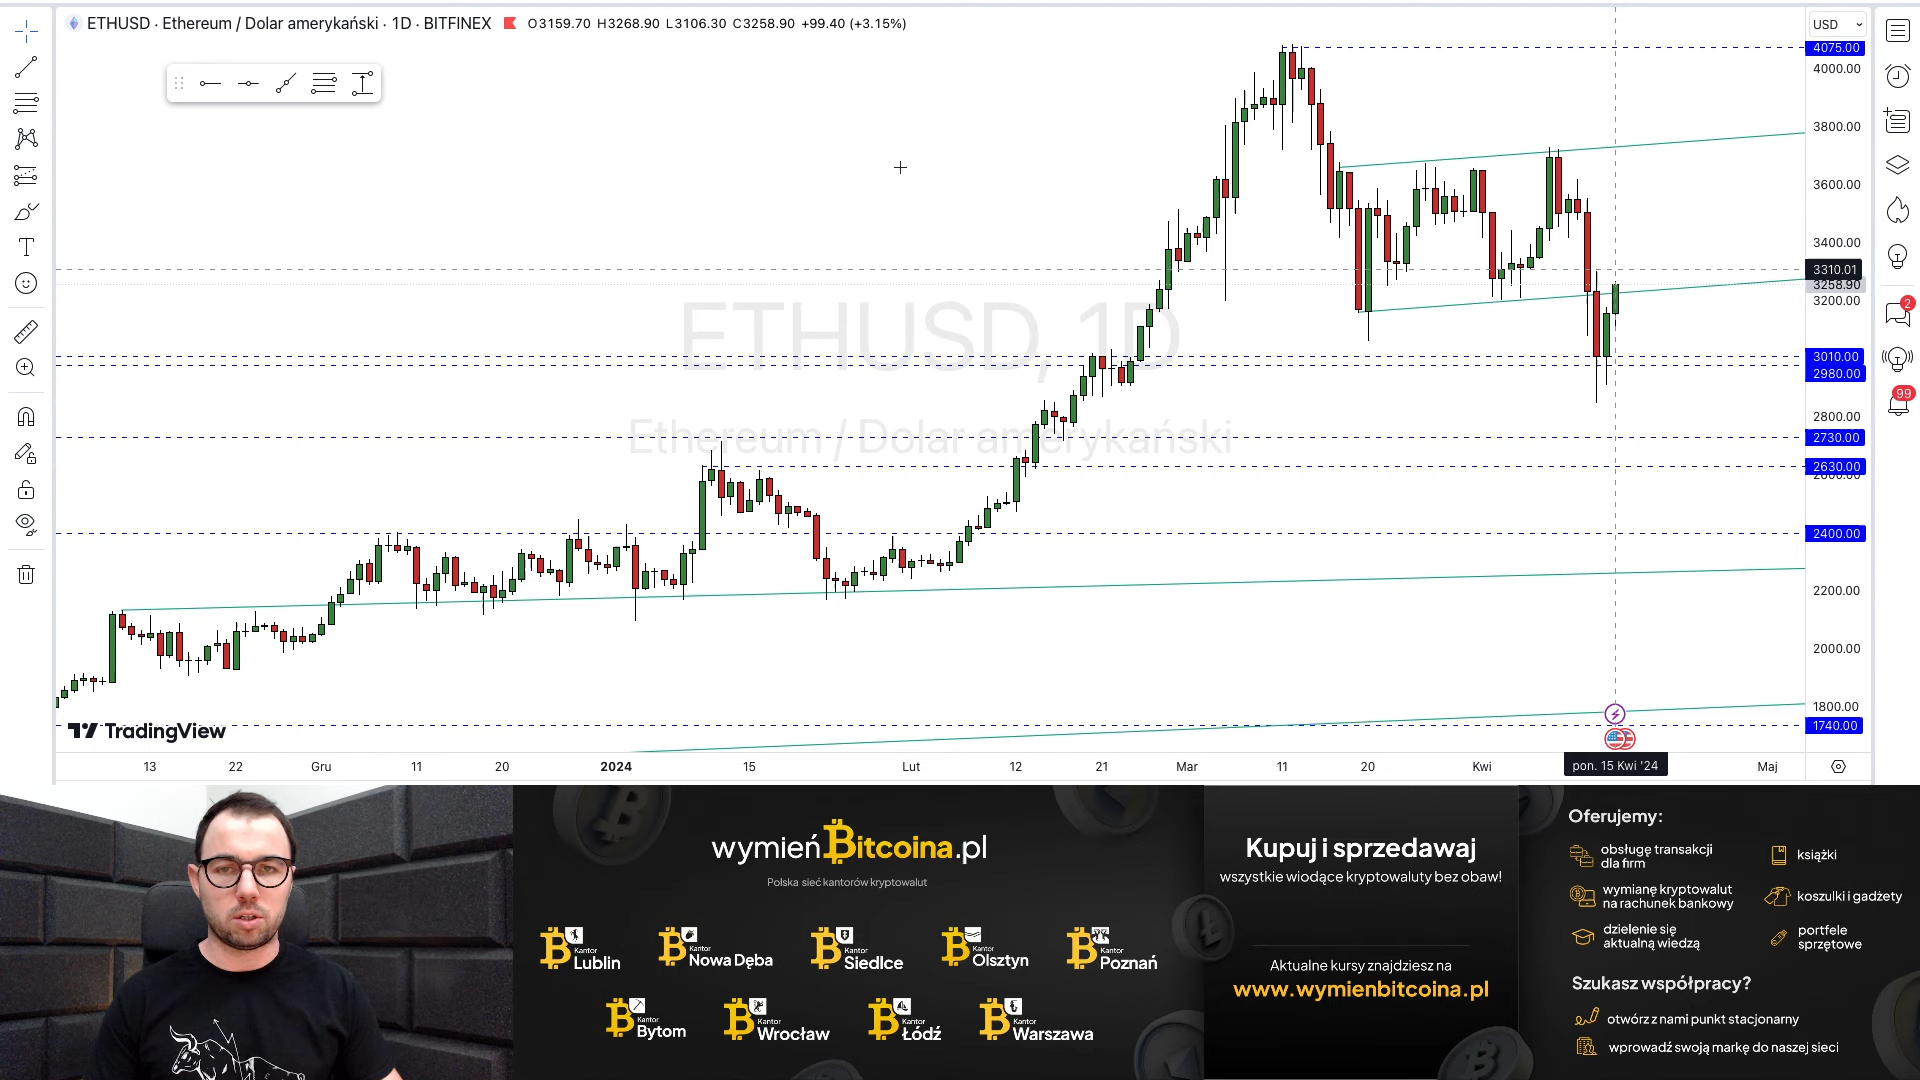 ETHUSD · Ethereum / Dolar amerykański · 1D · BITFINEX O3159.70 H3268.90 L3106.30 C3258.90 +99.40 (+3.15%)
USD
4075.00
4000.00
3800.00
3600.00
3400.00
3310.01
3258.90
3200.00
3010.00
2980.00
2800.00
2730.00
2630.00
2600.00
2400.00
2200.00
2000.00
1800.00
1740.00
2
99
ETHUSD, 1D
Ethereum / Dolar amerykański
TradingView
13 22 Gru 11 20 2024 15 Lut 12 21 Mar 11 20 Kwi pon. 15 Kwi '24 Maj
wymieńBitcoina.pl
Polska sieć kantorów kryptowalut
Kantor Lublin
Kantor Nowa Dęba
Kantor Siedlce
Kantor Olsztyn
Kantor Poznań
Kantor Bytom
Kantor Wrocław
Kantor Łódź
Kantor Warszawa
Kupuj i sprzedawaj
wszystkie wiodące kryptowaluty bez obaw!
Aktualne kursy znajdziesz na
www.wymienbitcoina.pl
Oferujemy:
obsługę transakcji
dla firm
wymianę kryptowalut
na rachunek bankowy
dzielenie się
aktualną wiedzą
książki
koszulki i gadżety
portfele
sprzętowe
Szukasz współpracy?
otwórz z nami punkt stacjonarny
wprowadź swoją markę do naszej sieci